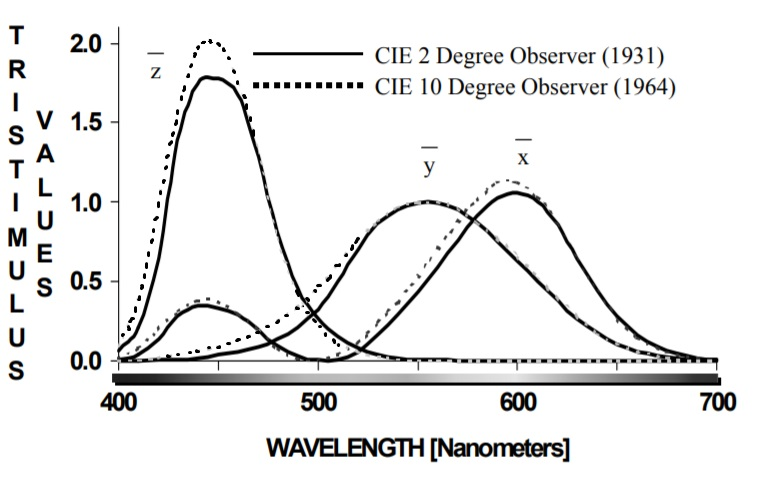 TRISTIMULUS
VALUES
2.0
1.5
1.0
0.5
0.0
z
CIE 2 Degree Observer (1931)
CIE 10 Degree Observer (1964)
y
x
400
500
600
700
WAVELENGTH [Nanometers]